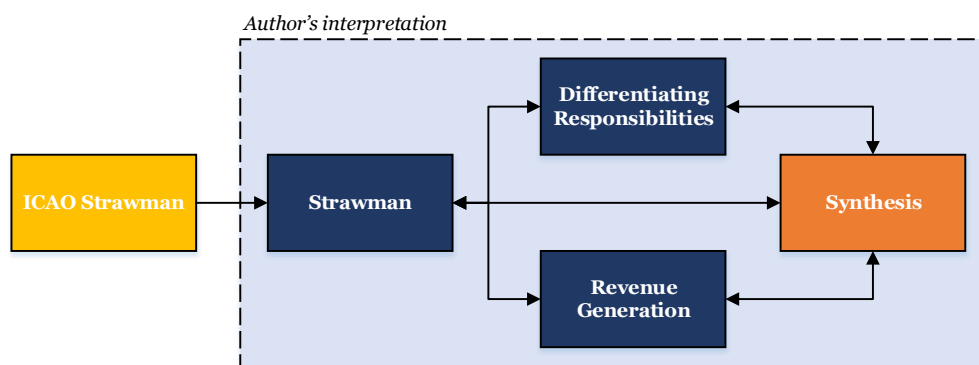 Author's interpretation
Differentiating
Responsibilities
ICAO Strawman
Strawman
Synthesis
Revenue
Generation